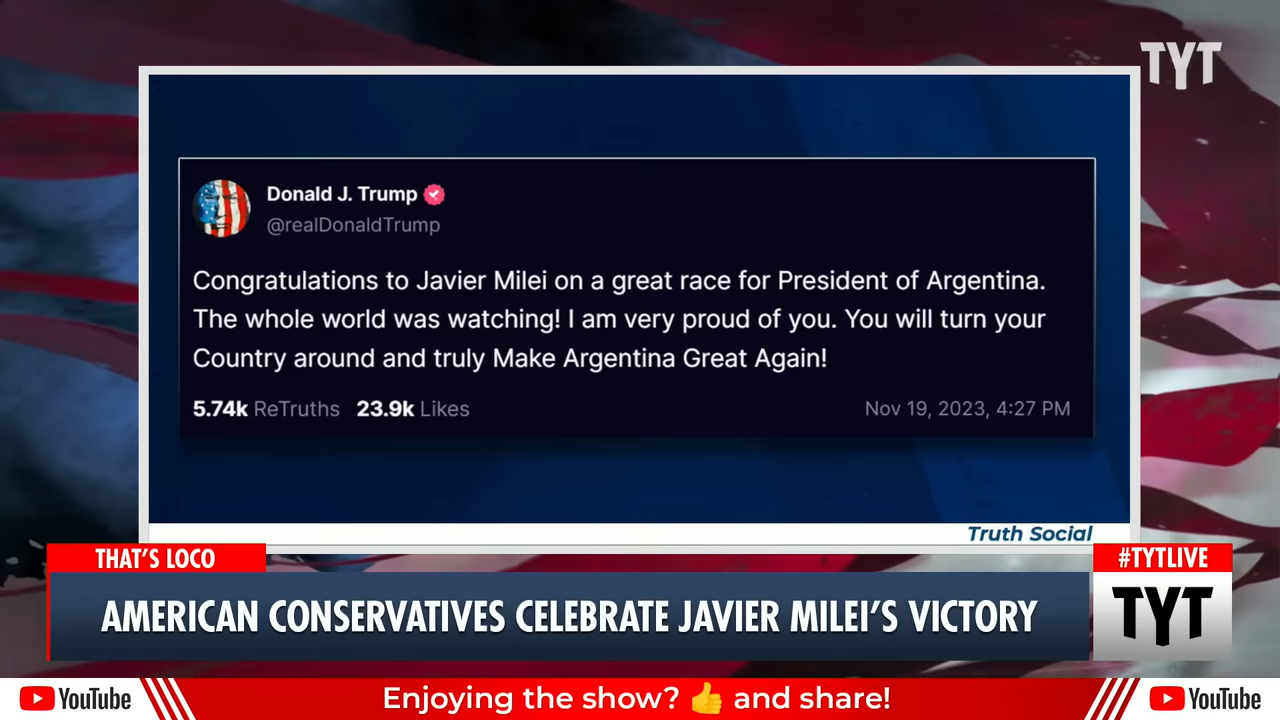 TYT
Donald J. Trump
@realDonaldTrump
Congratulations to Javier Milei on a great race for President of Argentina.
The whole world was watching! I am very proud of you. You will turn your
Country around and truly Make Argentina Great Again!
5.74k ReTruths 23.9k Likes Nov 19, 2023, 4:27 PM
Truth Social
THAT'S LOCO #TYTLIVE
AMERICAN CONSERVATIVES CELEBRATE JAVIER MILEI'S VICTORY TYT
YouTube Enjoying the show? 👍 and share! YouTube